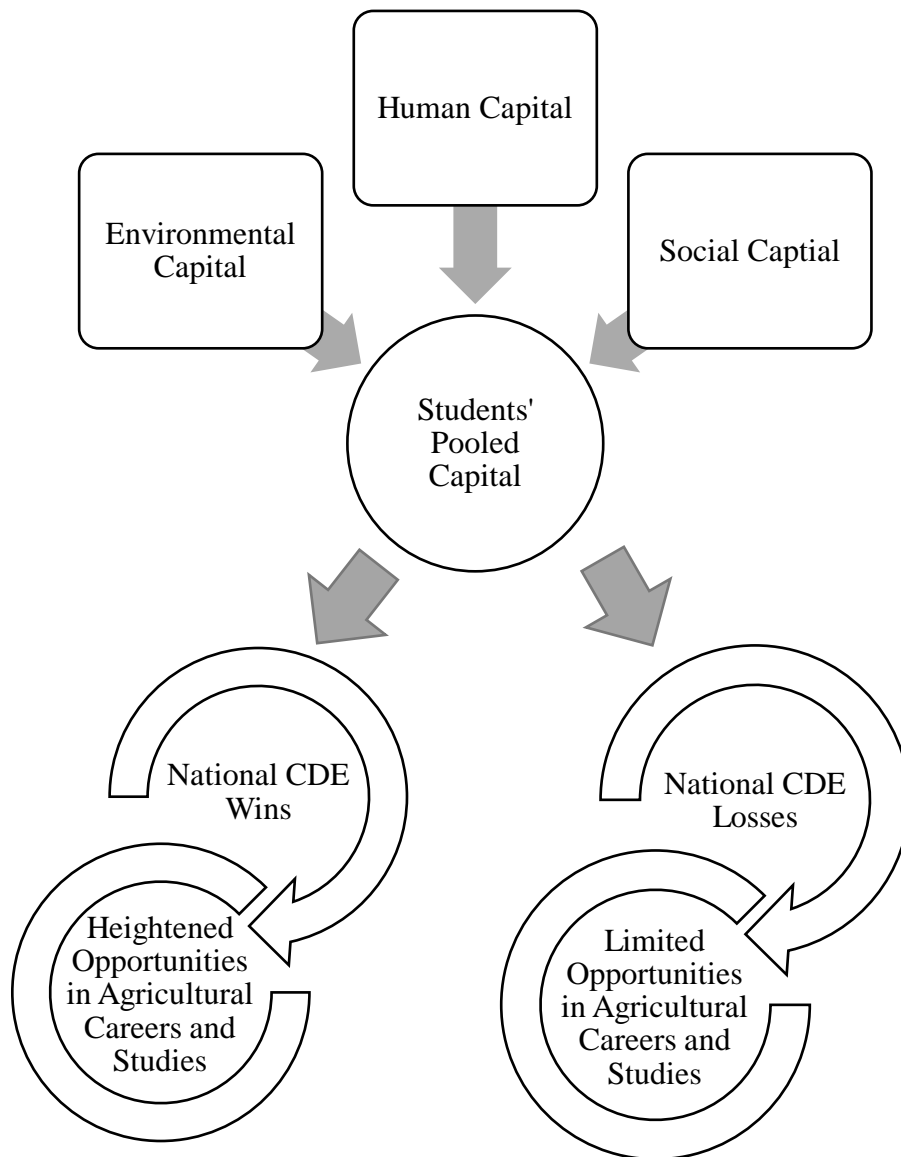 Human Capital
Environmental
Capital
Social Captial
Students'
Pooled
Capital
National CDE
Wins
National CDE
Losses
Heightened
Opportunities
in Agricultural
Careers and
Studies
Limited
Opportunities
in Agricultural
Careers and
Studies